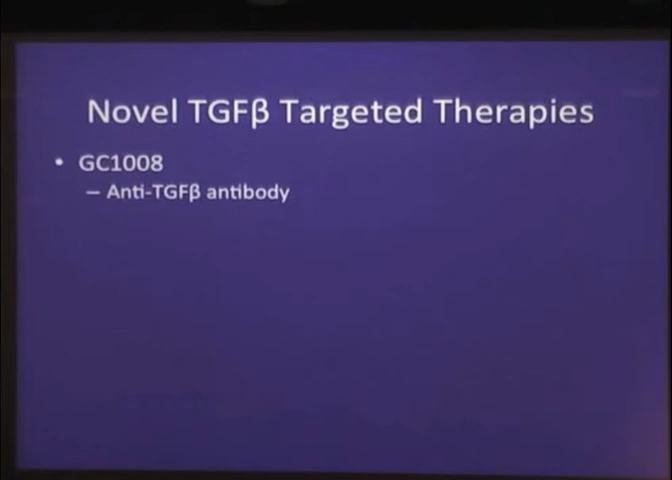 Novel TGFβ Targeted Therapies
• GC1008
– Anti-TGFβ antibody